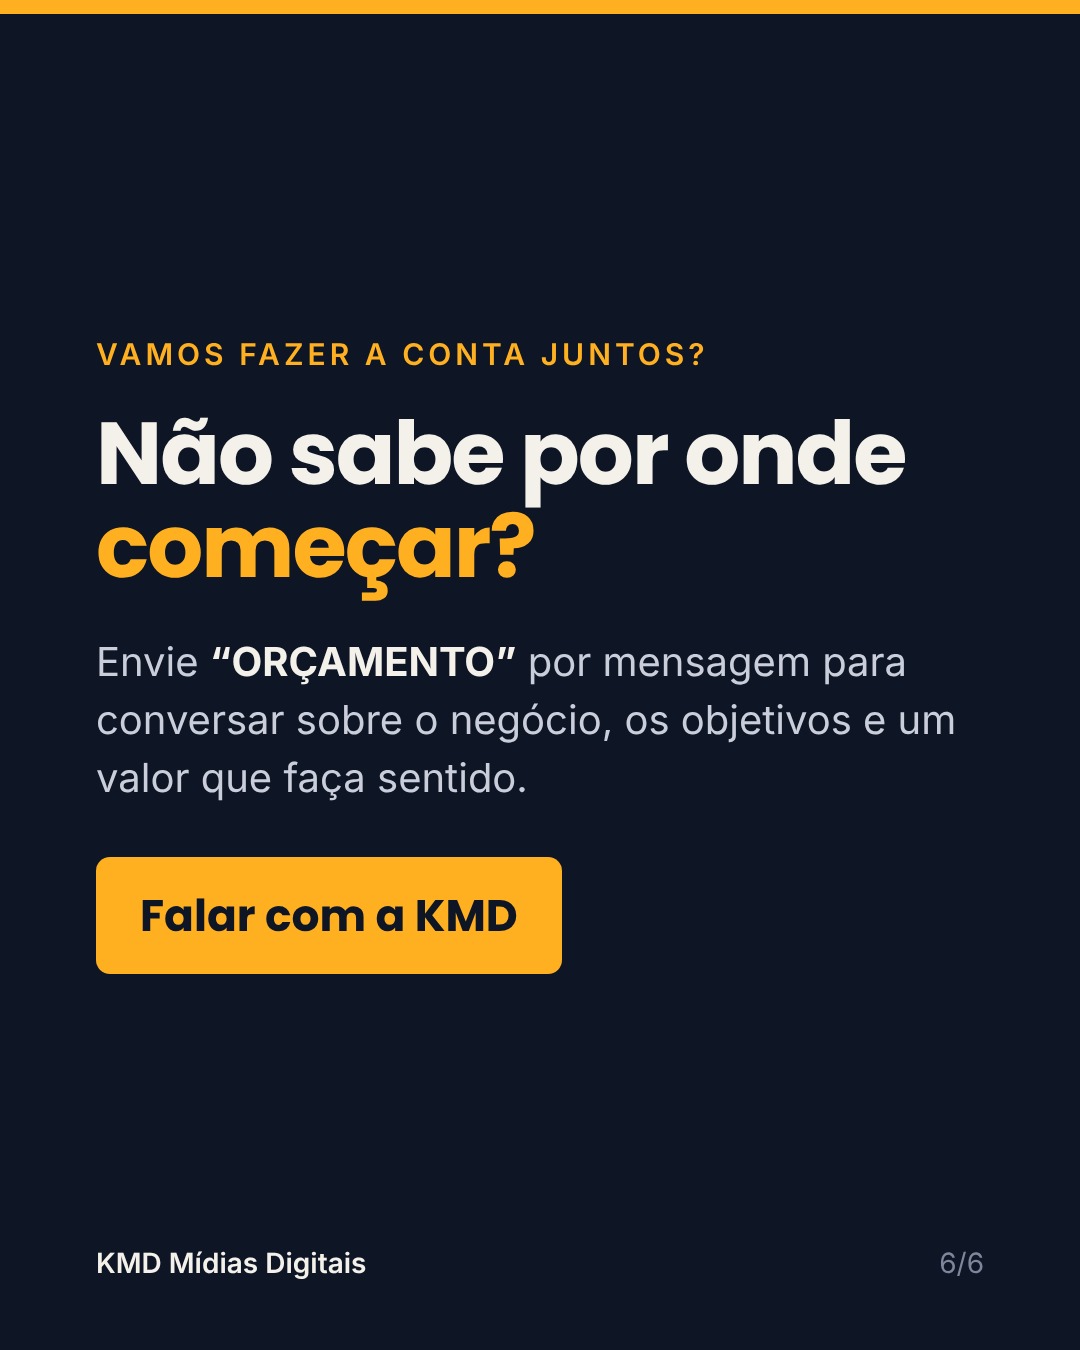 VAMOS FAZER A CONTA JUNTOS?
Não sabe por onde
começar?
Envie “ORÇAMENTO” por mensagem para
conversar sobre o negócio, os objetivos e um
valor que faça sentido.
Falar com a KMD
KMD Mídias Digitais
6/6